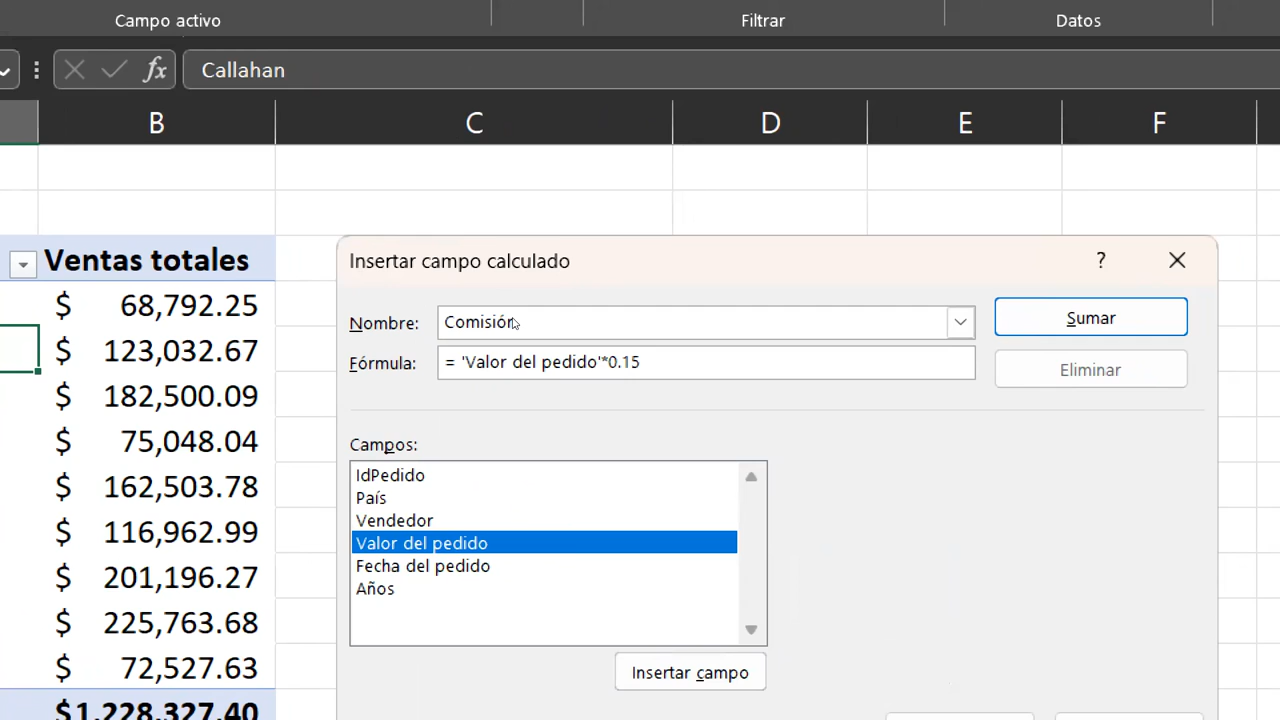 Campo activo Filtrar Datos
fx Callahan
B C D E F
Ventas totales
$ 68,792.25
$ 123,032.67
$ 182,500.09
$ 75,048.04
$ 162,503.78
$ 116,962.99
$ 201,196.27
$ 225,763.68
$ 72,527.63
$1,228,327.40
Insertar campo calculado ?
Nombre: Comisión Sumar
Fórmula: = 'Valor del pedido'*0.15 Eliminar
Campos:
IdPedido
País
Vendedor
Valor del pedido
Fecha del pedido
Años
Insertar campo